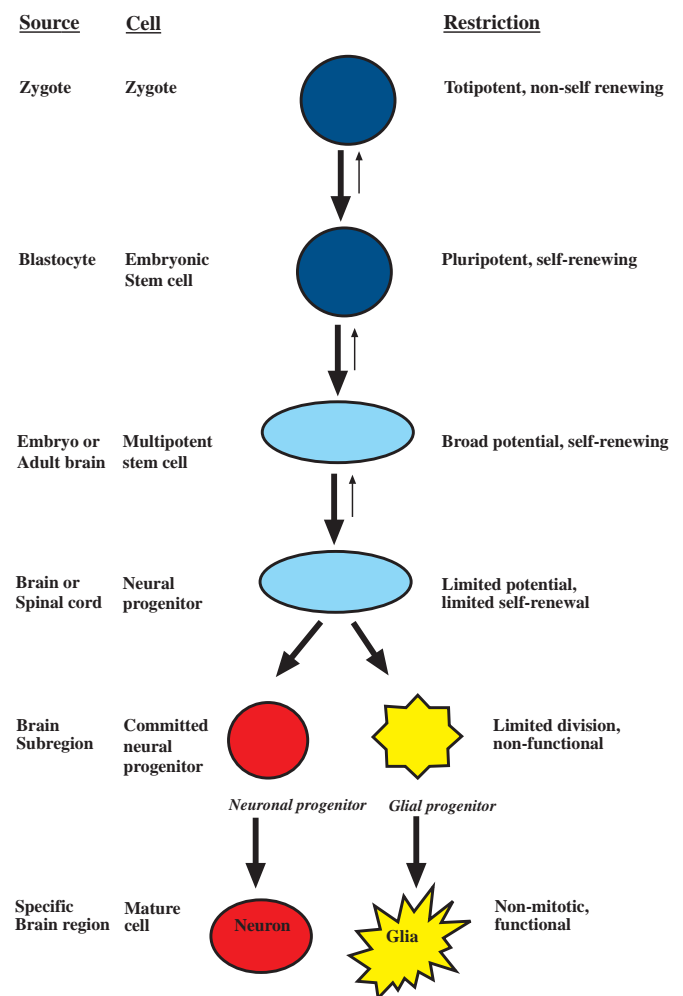 Source Cell Restriction
Zygote Zygote Totipotent, non-self renewing
Blastocyte Embryonic Pluripotent, self-renewing
Stem cell
Embryo or Multipotent Broad potential, self-renewing
Adult brain stem cell
Brain or Neural Limited potential,
Spinal cord progenitor limited self-renewal
Brain Committed Limited division,
Subregion neural non-functional
progenitor
Neuronal progenitor Glial progenitor
Specific Mature Non-mitotic,
Brain region cell Neuron Glia functional